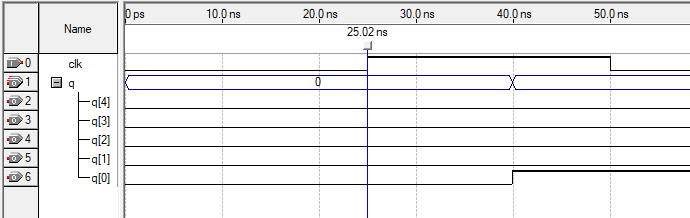 Name
0 ps 10.0 ns 20.0 ns 30.0 ns 40.0 ns 50.0 ns
25.02 ns
0 clk
1 q 0
2 q[4]
3 q[3]
4 q[2]
5 q[1]
6 q[0]